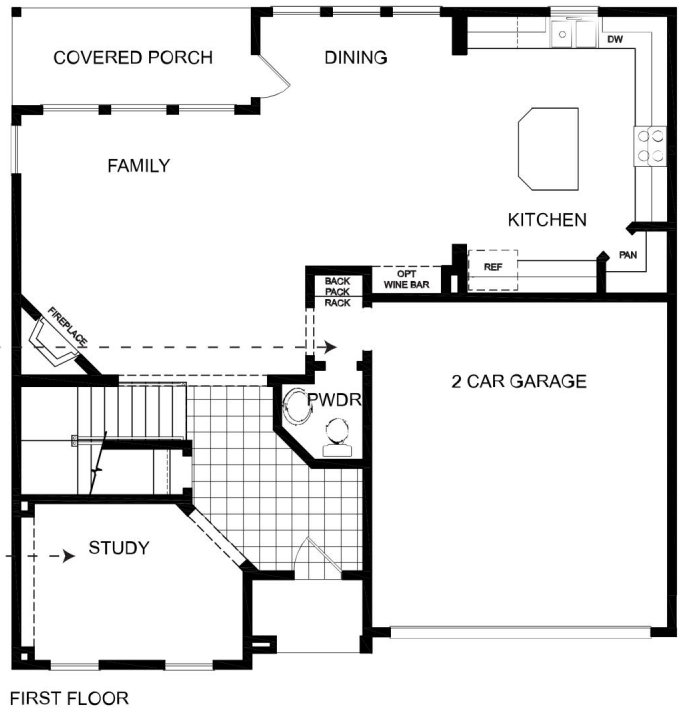 COVERED PORCH
DINING
DW
FAMILY
KITCHEN
PAN
REF
OPT
WINE BAR
BACK
PACK
RACK
FIREPLACE
2 CAR GARAGE
PWDR
STUDY
FIRST FLOOR